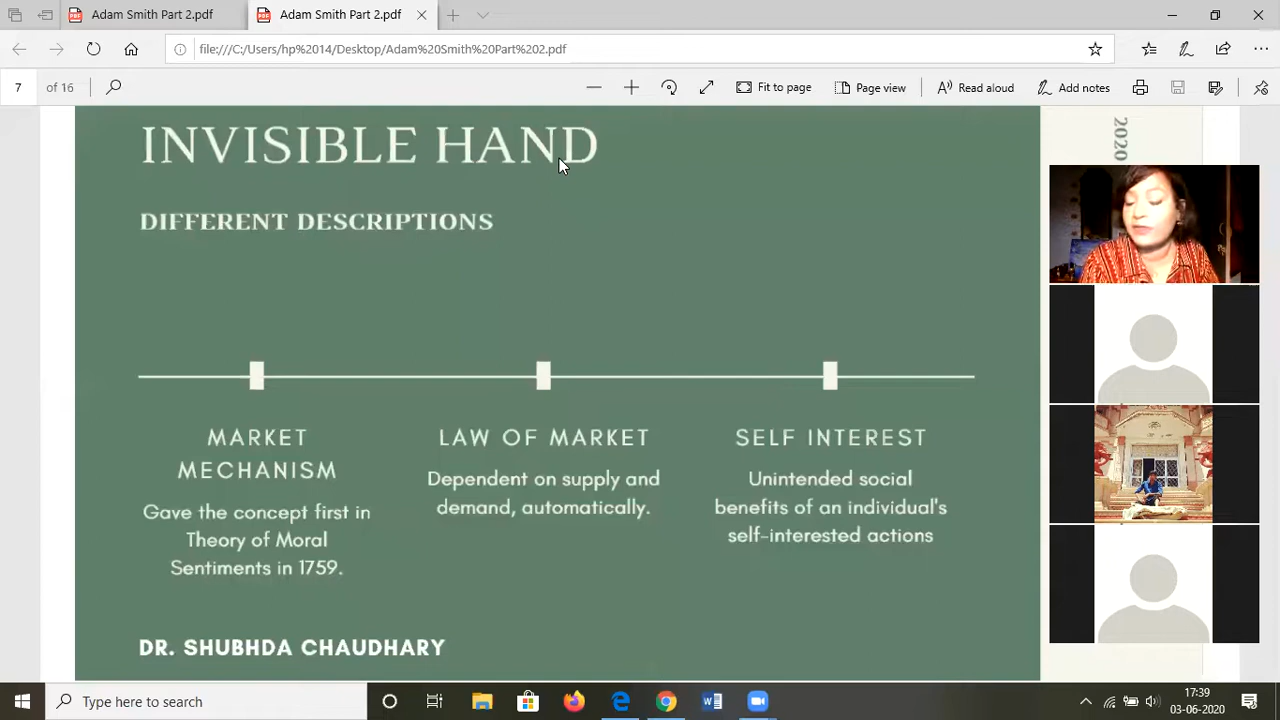 Adam Smith Part 2.pdf
Adam Smith Part 2.pdf
file:///C:/Users/hp%2014/Desktop/Adam%20Smith%20Part%202.pdf
7 of 16
Fit to page
Page view
Read aloud
Add notes
INVISIBLE HAND
2020
DIFFERENT DESCRIPTIONS
MARKET
MECHANISM
Gave the concept first in
Theory of Moral
Sentiments in 1759.
LAW OF MARKET
Dependent on supply and
demand, automatically.
SELF INTEREST
Unintended social
benefits of an individual's
self-interested actions
DR. SHUBHDA CHAUDHARY
Type here to search
17:39
03-06-2020